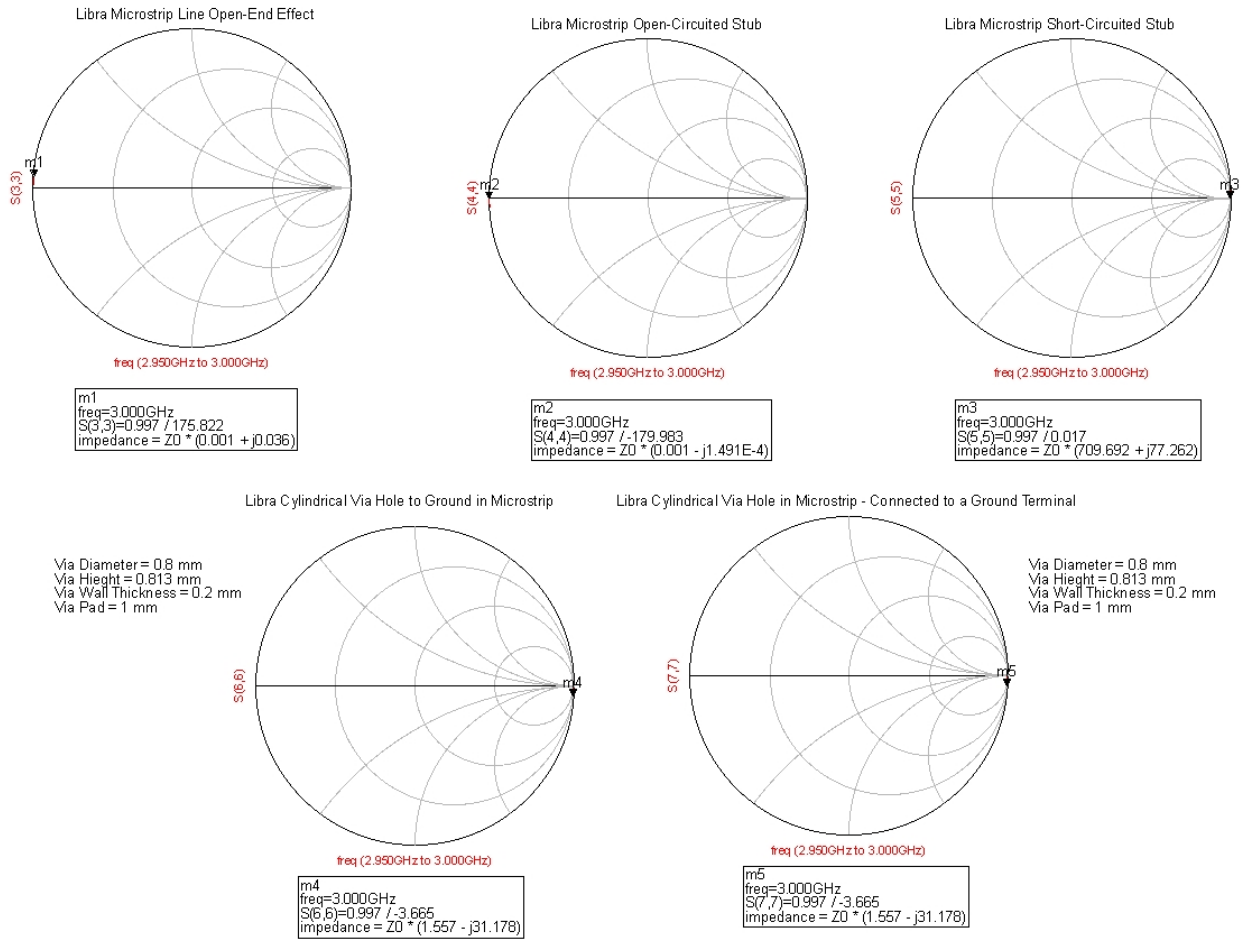 Libra Microstrip Line Open-End Effect
m1
S(3,3)
freq (2.950GHz to 3.000GHz)
m1
freq=3.000GHz
S(3,3)=0.997 / 175.822
impedance = Z0 * (0.001 + j0.036)
Libra Microstrip Open-Circuited Stub
m2
S(4,4)
freq (2.950GHz to 3.000GHz)
m2
freq=3.000GHz
S(4,4)=0.997 / -179.983
impedance = Z0 * (0.001 - j1.491E-4)
Libra Microstrip Short-Circuited Stub
m3
S(5,5)
freq (2.950GHz to 3.000GHz)
m3
freq=3.000GHz
S(5,5)=0.997 / 0.017
impedance = Z0 * (709.692 + j77.262)
Libra Cylindrical Via Hole to Ground in Microstrip
Via Diameter = 0.8 mm
Via Hieght = 0.813 mm
Via Wall Thickness = 0.2 mm
Via Pad = 1 mm
m4
S(6,6)
freq (2.950GHz to 3.000GHz)
m4
freq=3.000GHz
S(6,6)=0.997 / -3.665
impedance = Z0 * (1.557 - j31.178)
Libra Cylindrical Via Hole in Microstrip - Connected to a Ground Terminal
Via Diameter = 0.8 mm
Via Hieght = 0.813 mm
Via Wall Thickness = 0.2 mm
Via Pad = 1 mm
m5
S(7,7)
freq (2.950GHz to 3.000GHz)
m5
freq=3.000GHz
S(7,7)=0.997 / -3.665
impedance = Z0 * (1.557 - j31.178)